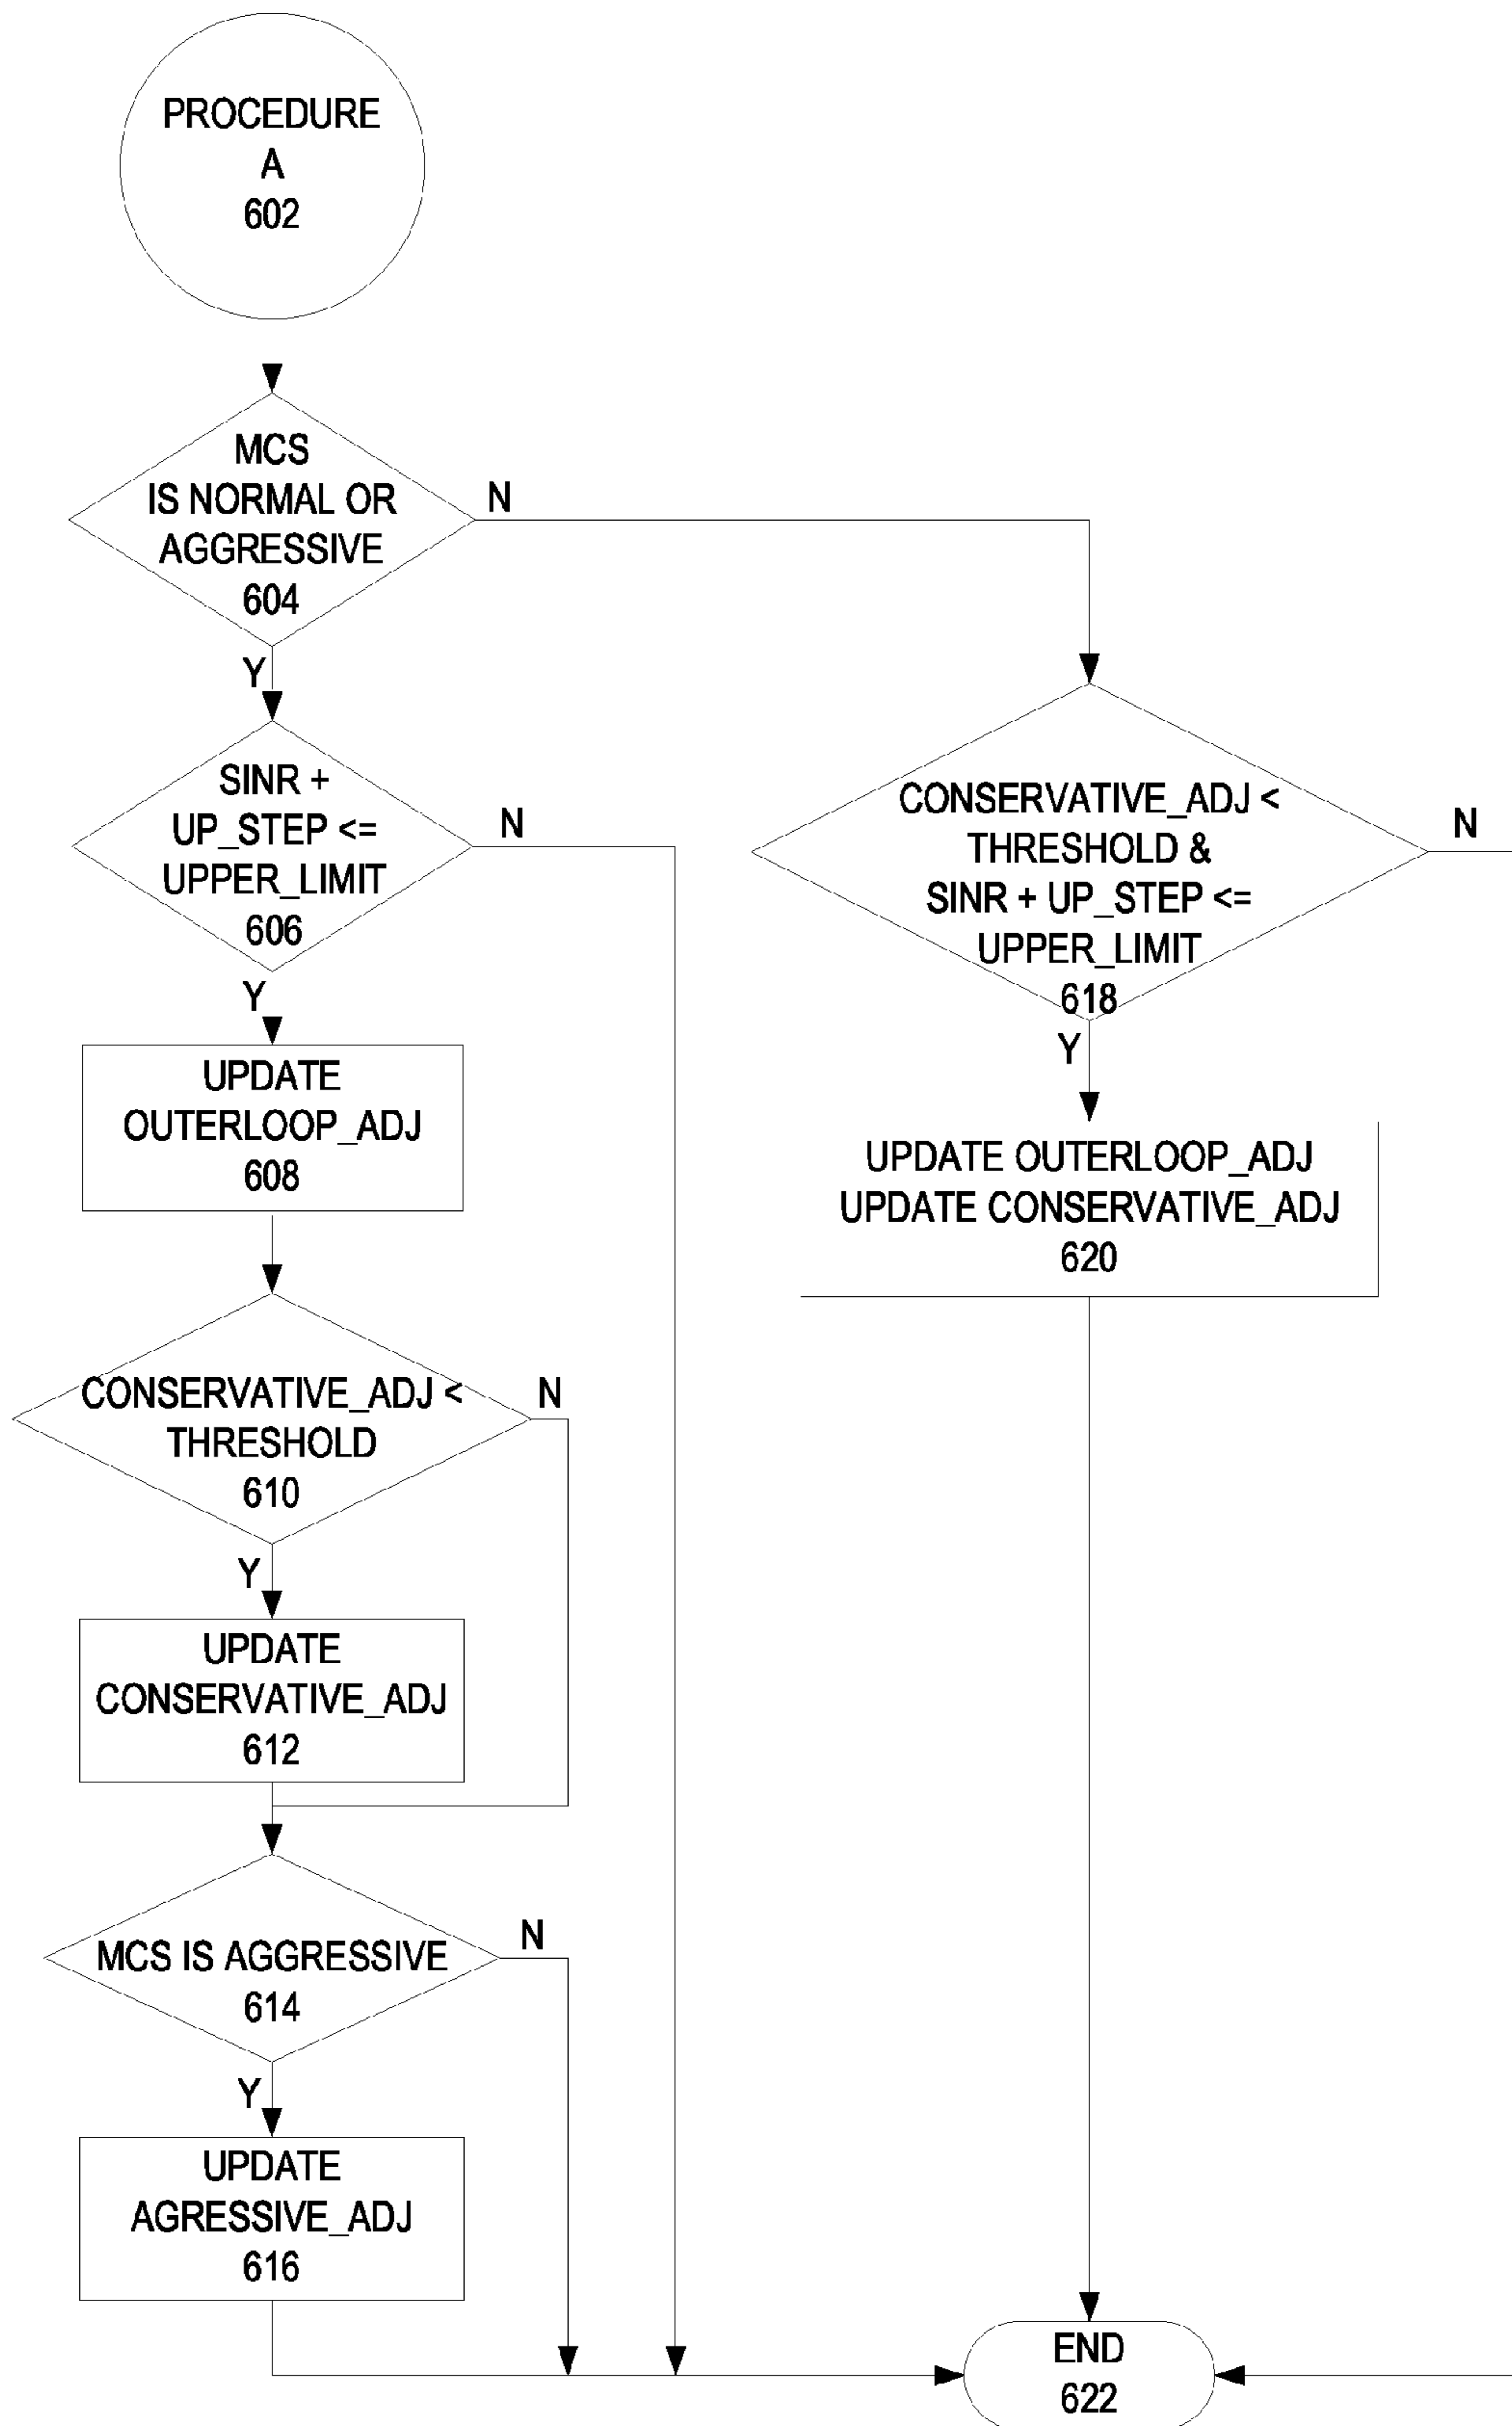 PROCEDURE
A
602
MCS
IS NORMAL OR
AGGRESSIVE
604
N
Y
SINR +
UP_STEP <=
UPPER_LIMIT
606
N
Y
UPDATE
OUTERLOOP_ADJ
608
CONSERVATIVE_ADJ <
THRESHOLD
610
N
Y
UPDATE
CONSERVATIVE_ADJ
612
MCS IS AGGRESSIVE
614
N
Y
UPDATE
AGRESSIVE_ADJ
616
CONSERVATIVE_ADJ <
THRESHOLD &
SINR + UP_STEP <=
UPPER_LIMIT
618
N
Y
UPDATE OUTERLOOP_ADJ
UPDATE CONSERVATIVE_ADJ
620
END
622